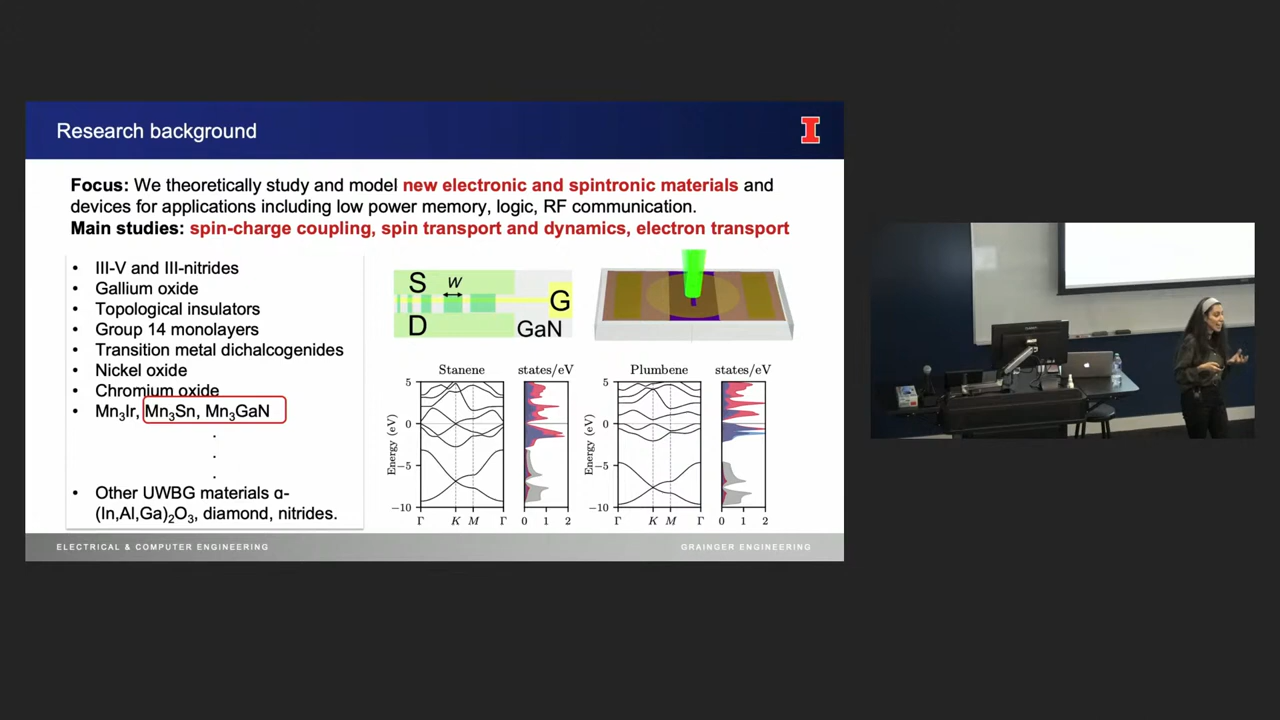 Research background
Focus: We theoretically study and model new electronic and spintronic materials and
devices for applications including low power memory, logic, RF communication.
Main studies: spin-charge coupling, spin transport and dynamics, electron transport
• III-V and III-nitrides
• Gallium oxide
• Topological insulators
• Group 14 monolayers
• Transition metal dichalcogenides
• Nickel oxide
• Chromium oxide
• Mn₃Ir, Mn₃Sn, Mn₃GaN
.
.
.
• Other UWBG materials α-
(In,Al,Ga)₂O₃, diamond, nitrides.
S
W
G
D
GaN
Stanene
states/eV
Plumbene
states/eV
Energy (eV)
5
0
−5
−10
Γ K M Γ
0 1 2
Energy (eV)
5
0
−5
−10
Γ K M Γ
0 1 2
ELECTRICAL & COMPUTER ENGINEERING
GRAINGER ENGINEERING